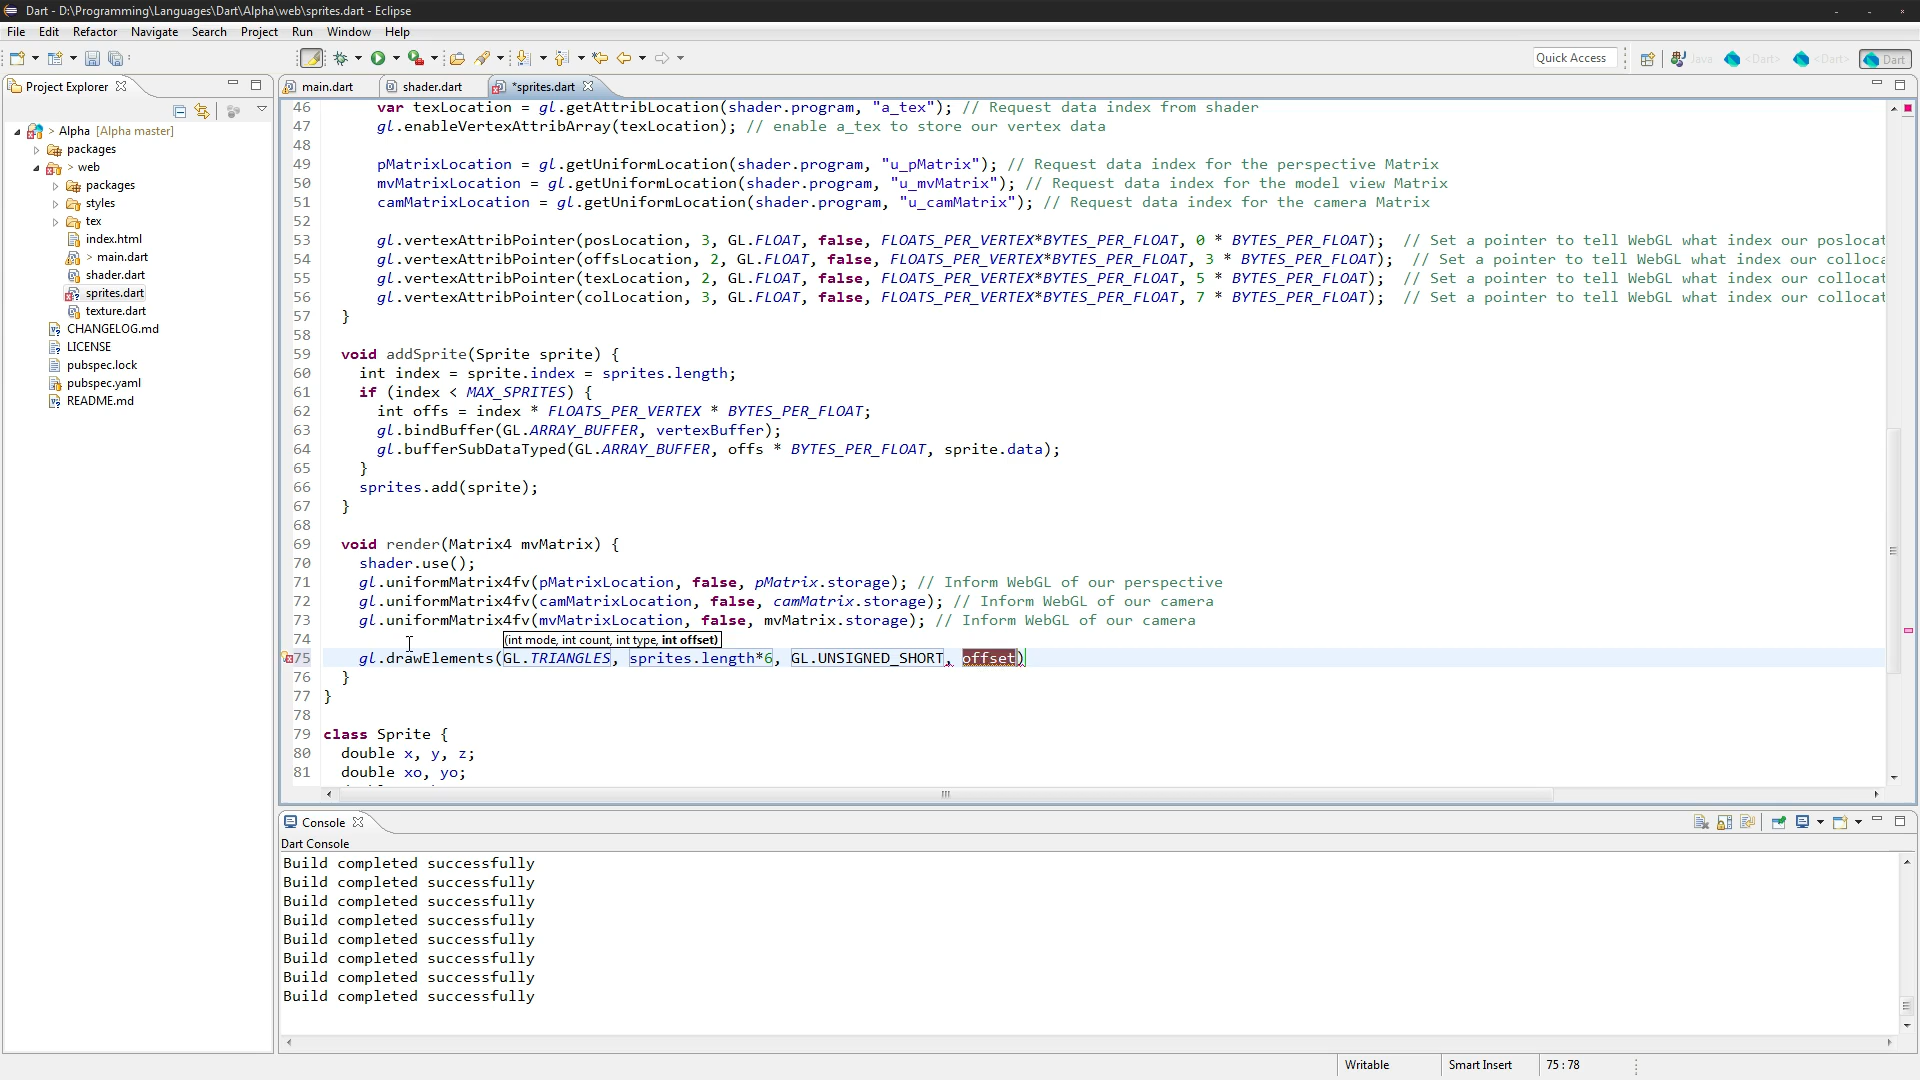 Dart - D:\Programming\Languages\Dart\Alpha\web\sprites.dart - Eclipse
File Edit Refactor Navigate Search Project Run Window Help
Quick Access
Java <Dart> <Dart> Dart
Project Explorer
> Alpha [Alpha master]
packages
> web
packages
styles
tex
index.html
> main.dart
shader.dart
sprites.dart
texture.dart
CHANGELOG.md
LICENSE
pubspec.lock
pubspec.yaml
README.md
main.dart shader.dart *sprites.dart
46 var texLocation = gl.getAttribLocation(shader.program, "a_tex"); // Request data index from shader
47 gl.enableVertexAttribArray(texLocation); // enable a_tex to store our vertex data
48
49 pMatrixLocation = gl.getUniformLocation(shader.program, "u_pMatrix"); // Request data index for the perspective Matrix
50 mvMatrixLocation = gl.getUniformLocation(shader.program, "u_mvMatrix"); // Request data index for the model view Matrix
51 camMatrixLocation = gl.getUniformLocation(shader.program, "u_camMatrix"); // Request data index for the camera Matrix
52
53 gl.vertexAttribPointer(posLocation, 3, GL.FLOAT, false, FLOATS_PER_VERTEX*BYTES_PER_FLOAT, 0 * BYTES_PER_FLOAT); // Set a pointer to tell WebGL what index our poslocat
54 gl.vertexAttribPointer(offsLocation, 2, GL.FLOAT, false, FLOATS_PER_VERTEX*BYTES_PER_FLOAT, 3 * BYTES_PER_FLOAT); // Set a pointer to tell WebGL what index our colloca
55 gl.vertexAttribPointer(texLocation, 2, GL.FLOAT, false, FLOATS_PER_VERTEX*BYTES_PER_FLOAT, 5 * BYTES_PER_FLOAT); // Set a pointer to tell WebGL what index our collocat
56 gl.vertexAttribPointer(colLocation, 3, GL.FLOAT, false, FLOATS_PER_VERTEX*BYTES_PER_FLOAT, 7 * BYTES_PER_FLOAT); // Set a pointer to tell WebGL what index our collocat
57 }
58
59 void addSprite(Sprite sprite) {
60 int index = sprite.index = sprites.length;
61 if (index < MAX_SPRITES) {
62 int offs = index * FLOATS_PER_VERTEX * BYTES_PER_FLOAT;
63 gl.bindBuffer(GL.ARRAY_BUFFER, vertexBuffer);
64 gl.bufferSubDataTyped(GL.ARRAY_BUFFER, offs * BYTES_PER_FLOAT, sprite.data);
65 }
66 sprites.add(sprite);
67 }
68
69 void render(Matrix4 mvMatrix) {
70 shader.use();
71 gl.uniformMatrix4fv(pMatrixLocation, false, pMatrix.storage); // Inform WebGL of our perspective
72 gl.uniformMatrix4fv(camMatrixLocation, false, camMatrix.storage); // Inform WebGL of our camera
73 gl.uniformMatrix4fv(mvMatrixLocation, false, mvMatrix.storage); // Inform WebGL of our camera
74 (int mode, int count, int type, int offset)
75 gl.drawElements(GL.TRIANGLES, sprites.length*6, GL.UNSIGNED_SHORT, offset)
76 }
77 }
78
79 class Sprite {
80 double x, y, z;
81 double xo, yo;
Console
Dart Console
Build completed successfully
Build completed successfully
Build completed successfully
Build completed successfully
Build completed successfully
Build completed successfully
Build completed successfully
Build completed successfully
Writable Smart Insert 75 : 78